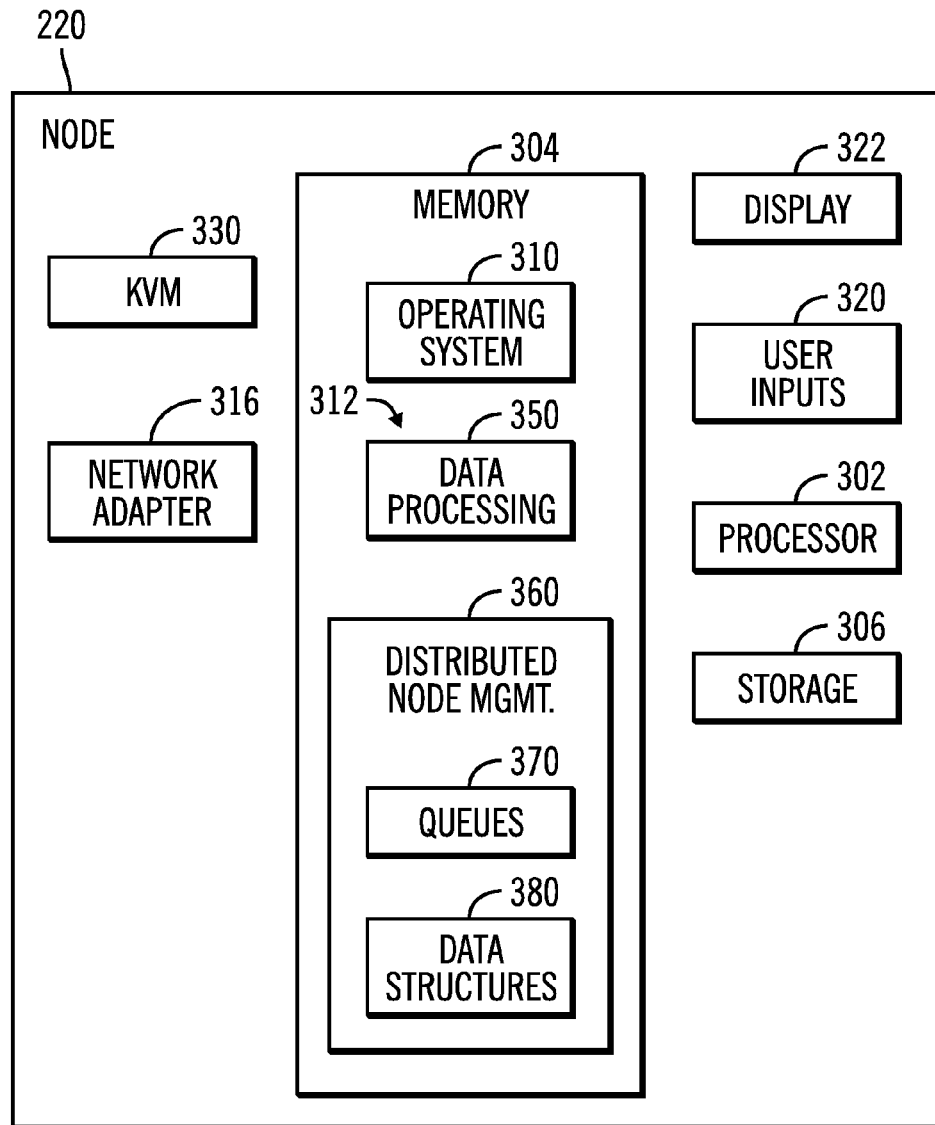 220
NODE
304
MEMORY
322
DISPLAY
330
KVM
310
OPERATING
SYSTEM
320
USER
INPUTS
316
NETWORK
ADAPTER
312
350
DATA
PROCESSING
302
PROCESSOR
360
DISTRIBUTED
NODE MGMT.
306
STORAGE
370
QUEUES
380
DATA
STRUCTURES